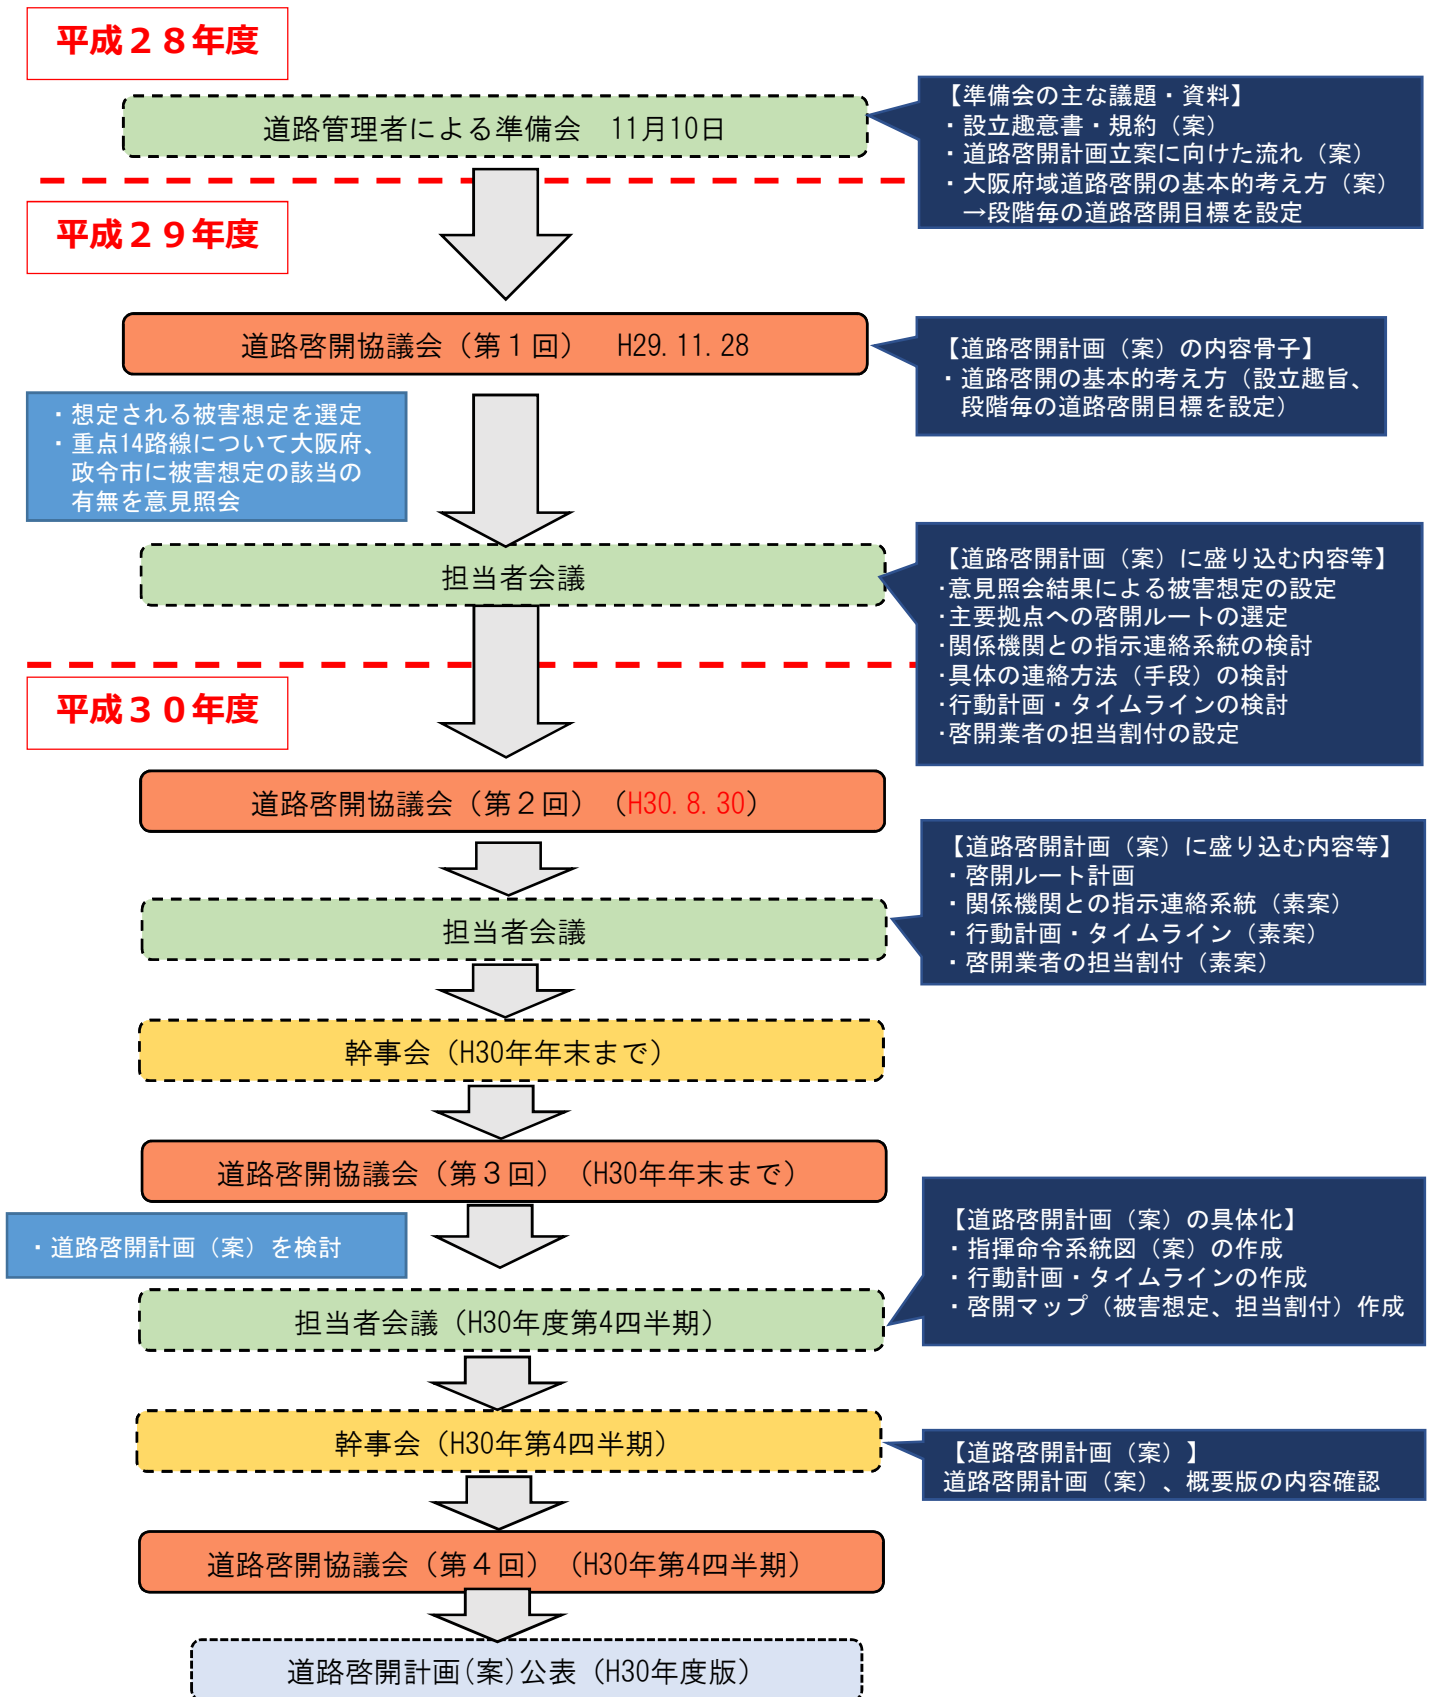 平成２８年度
道路管理者による準備会　11月10日
【準備会の主な議題・資料】
・設立趣意書・規約（案）
・道路啓開計画立案に向けた流れ（案）
・大阪府域道路啓開の基本的考え方（案）
→段階毎の道路啓開目標を設定
平成２９年度
道路啓開協議会（第１回）　H29.11.28
【道路啓開計画（案）の内容骨子】
・道路啓開の基本的考え方（設立趣旨、
段階毎の道路啓開目標を設定）
・想定される被害想定を選定
・重点14路線について大阪府、
政令市に被害想定の該当の
有無を意見照会
担当者会議
【道路啓開計画（案）に盛り込む内容等】
･意見照会結果による被害想定の設定
･主要拠点への啓開ルートの選定
･関係機関との指示連絡系統の検討
･具体の連絡方法（手段）の検討
･行動計画・タイムラインの検討
･啓開業者の担当割付の設定
平成３０年度
道路啓開協議会（第２回）（H30.8.30）
担当者会議
【道路啓開計画（案）に盛り込む内容等】
・啓開ルート計画
・関係機関との指示連絡系統（素案）
・行動計画・タイムライン（素案）
・啓開業者の担当割付（素案）
幹事会（H30年年末まで）
道路啓開協議会（第３回）（H30年年末まで）
・道路啓開計画（案）を検討
担当者会議（H30年度第4四半期）
【道路啓開計画（案）の具体化】
・指揮命令系統図（案）の作成
・行動計画・タイムラインの作成
・啓開マップ（被害想定、担当割付）作成
幹事会（H30年第4四半期）
【道路啓開計画（案）】
道路啓開計画（案）、概要版の内容確認
道路啓開協議会（第４回）（H30年第4四半期）
道路啓開計画(案)公表（H30年度版）